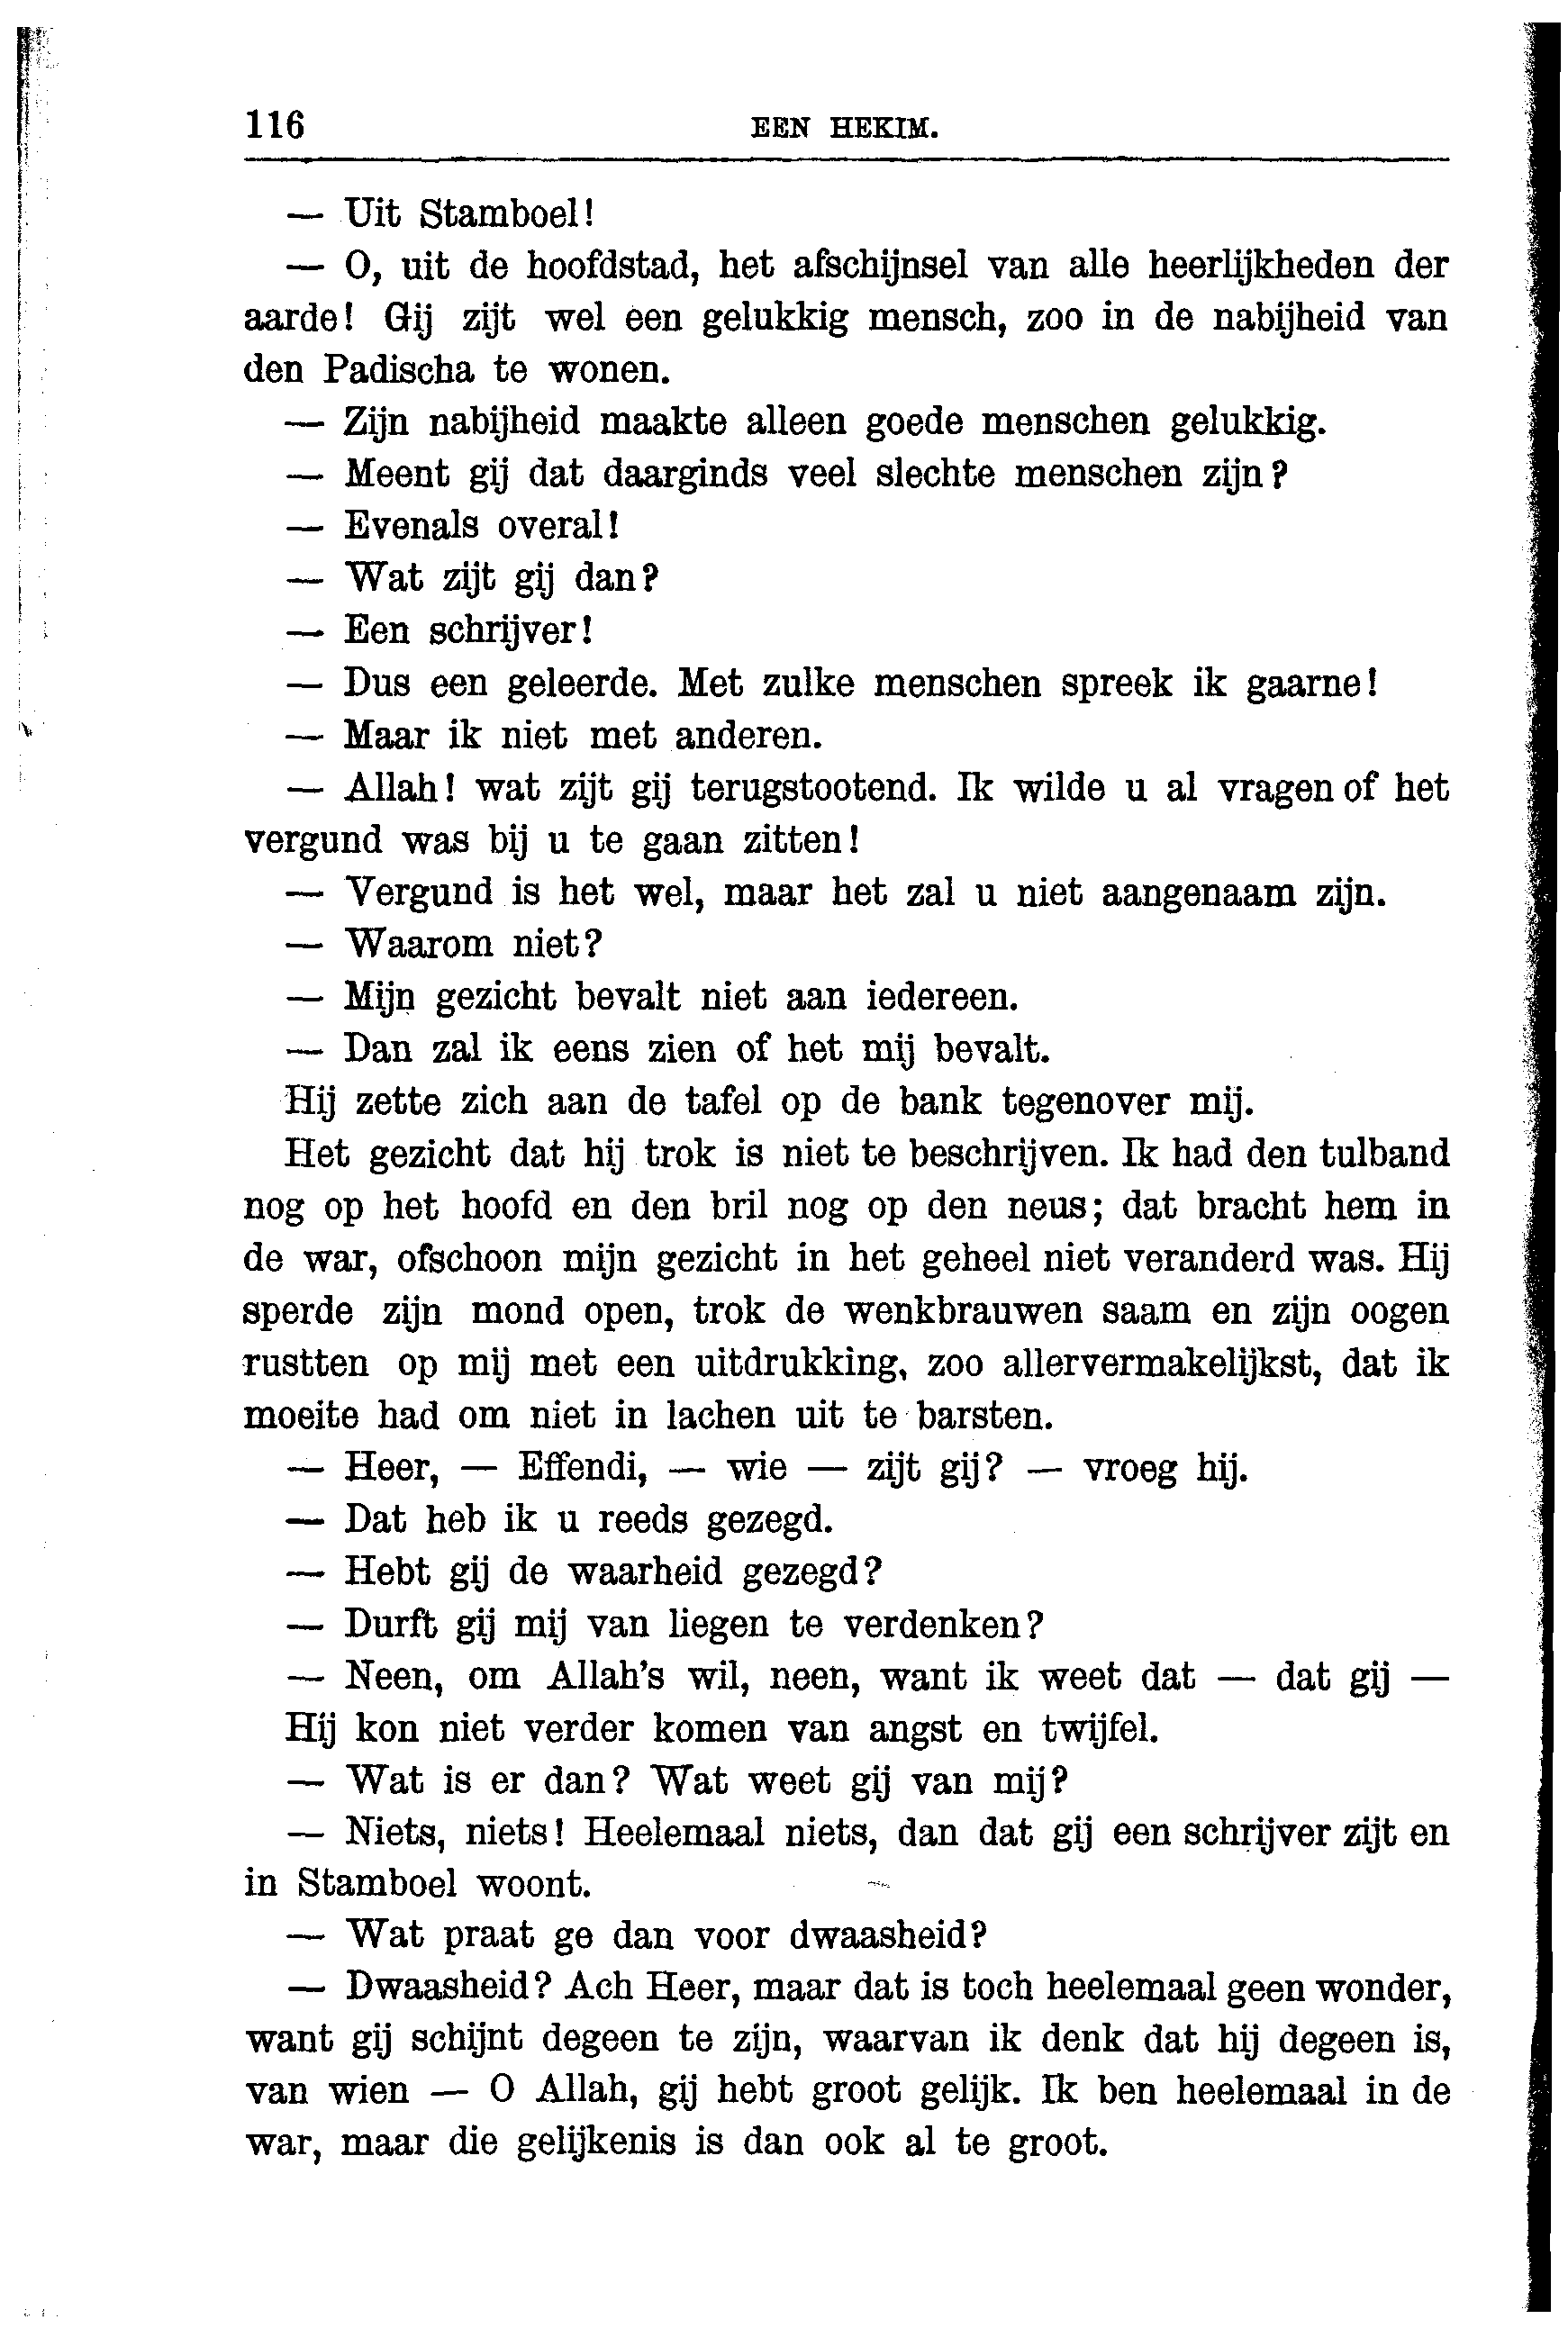 116 EEN HEKIM.
— Uit Stamboel!
— O, uit de hoofdstad, het afschijnsel van alle heerlijkheden der
aarde! Gij zijt wel een gelukkig mensch, zoo in de nabijheid van
den Padischa te wonen.
— Zijn nabijheid maakte alleen goede menschen gelukkig.
— Meent gij dat daarginds veel slechte menschen zijn?
— Evenals overal!
— Wat zijt gij dan?
— Een schrijver!
— Dus een geleerde. Met zulke menschen spreek ik gaarne!
— Maar ik niet met anderen.
— Allah! wat zijt gij terugstootend. Ik wilde u al vragen of het
vergund was bij u te gaan zitten!
— Vergund is het wel, maar het zal u niet aangenaam zijn.
— Waarom niet?
— Mijn gezicht bevalt niet aan iedereen.
— Dan zal ik eens zien of het mij bevalt.
Hij zette zich aan de tafel op de bank tegenover mij.
Het gezicht dat hij trok is niet te beschrijven. Ik had den tulband
nog op het hoofd en den bril nog op den neus; dat bracht hem in
de war, ofschoon mijn gezicht in het geheel niet veranderd was. Hij
sperde zijn mond open, trok de wenkbrauwen saam en zijn oogen
rustten op mij met een uitdrukking, zoo allervermakelijkst, dat ik
moeite had om niet in lachen uit te barsten.
— Heer, — Effendi, — wie — zijt gij? — vroeg hij.
— Dat heb ik u reeds gezegd.
— Hebt gij de waarheid gezegd?
— Durft gij mij van liegen te verdenken?
— Neen, om Allah's wil, neen, want ik weet dat — dat gij —
Hij kon niet verder komen van angst en twijfel.
— Wat is er dan? Wat weet gij van mij?
— Niets, niets! Heelemaal niets, dan dat gij een schrijver zijt en
in Stamboel woont.
— Wat praat ge dan voor dwaasheid?
— Dwaasheid? Ach Heer, maar dat is toch heelemaal geen wonder,
want gij schijnt degeen te zijn, waarvan ik denk dat hij degeen is,
van wien — O Allah, gij hebt groot gelijk. Ik ben heelemaal in de
war, maar die gelijkenis is dan ook al te groot.